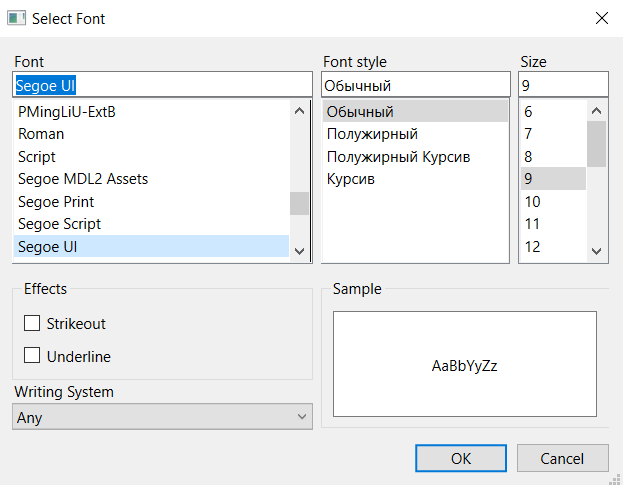 Select Font
Font
Font style
Size
Segoe UI
Обычный
9
PMingLiU-ExtB
Roman
Script
Segoe MDL2 Assets
Segoe Print
Segoe Script
Segoe UI
Обычный
Полужирный
Полужирный Курсив
Курсив
6
7
8
9
10
11
12
Effects
Strikeout
Underline
Sample
AaBbYyZz
Writing System
Any
OK
Cancel